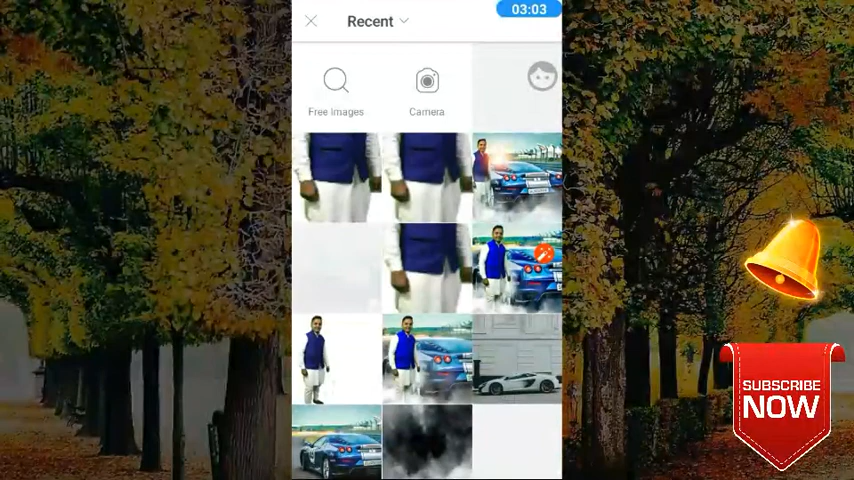 03:03
Recent
Free Images
Camera
SUBSCRIBE
NOW